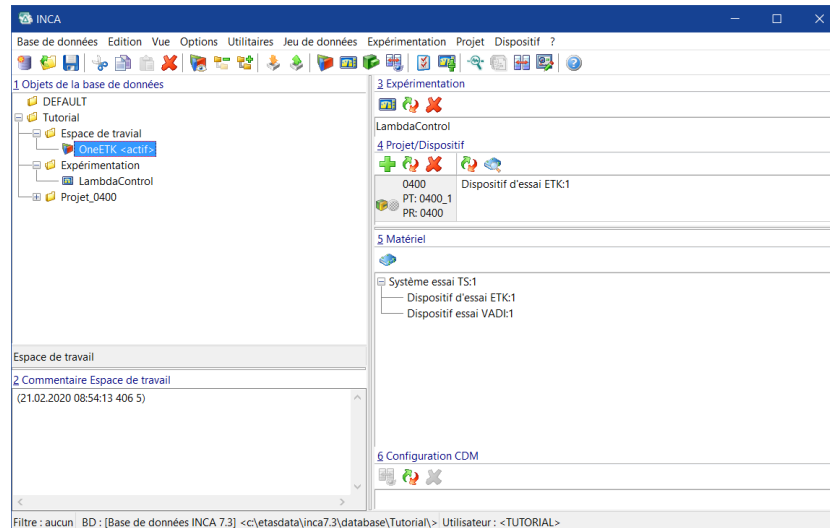 INCA
Base de données Edition Vue Options Utilitaires Jeu de données Expérimentation Projet Dispositif ?
1 Objets de la base de données
DEFAULT
Tutorial
Espace de travial
OneETK <actif>
Expérimentation
LambdaControl
Projet_0400
Espace de travail
2 Commentaire Espace de travail
(21.02.2020 08:54:13 406 5)
3 Expérimentation
LambdaControl
4 Projet/Dispositif
0400 Dispositif d'essai ETK:1
PT: 0400_1
PR: 0400
5 Matériel
Système essai TS:1
Dispositif d'essai ETK:1
Dispositif essai VADI:1
6 Configuration CDM
Filtre : aucun BD : [Base de données INCA 7.3] <c:\etasdata\inca7.3\database\Tutorial\> Utilisateur : <TUTORIAL>